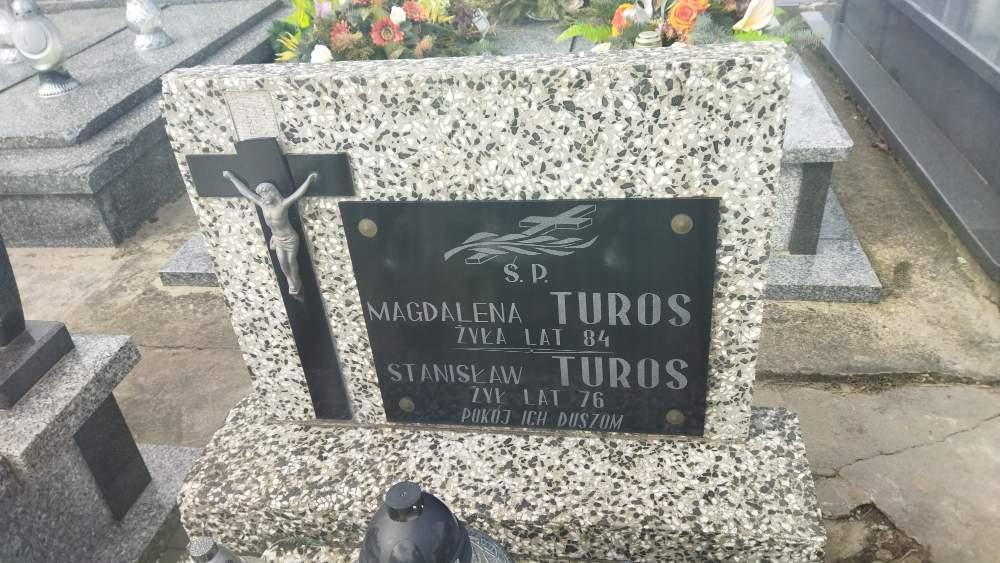 Ś. P.
MAGDALENA TUROS
ŻYŁA LAT 84
STANISŁAW TUROS
ŻYŁ LAT 76
POKÓJ ICH DUSZOM